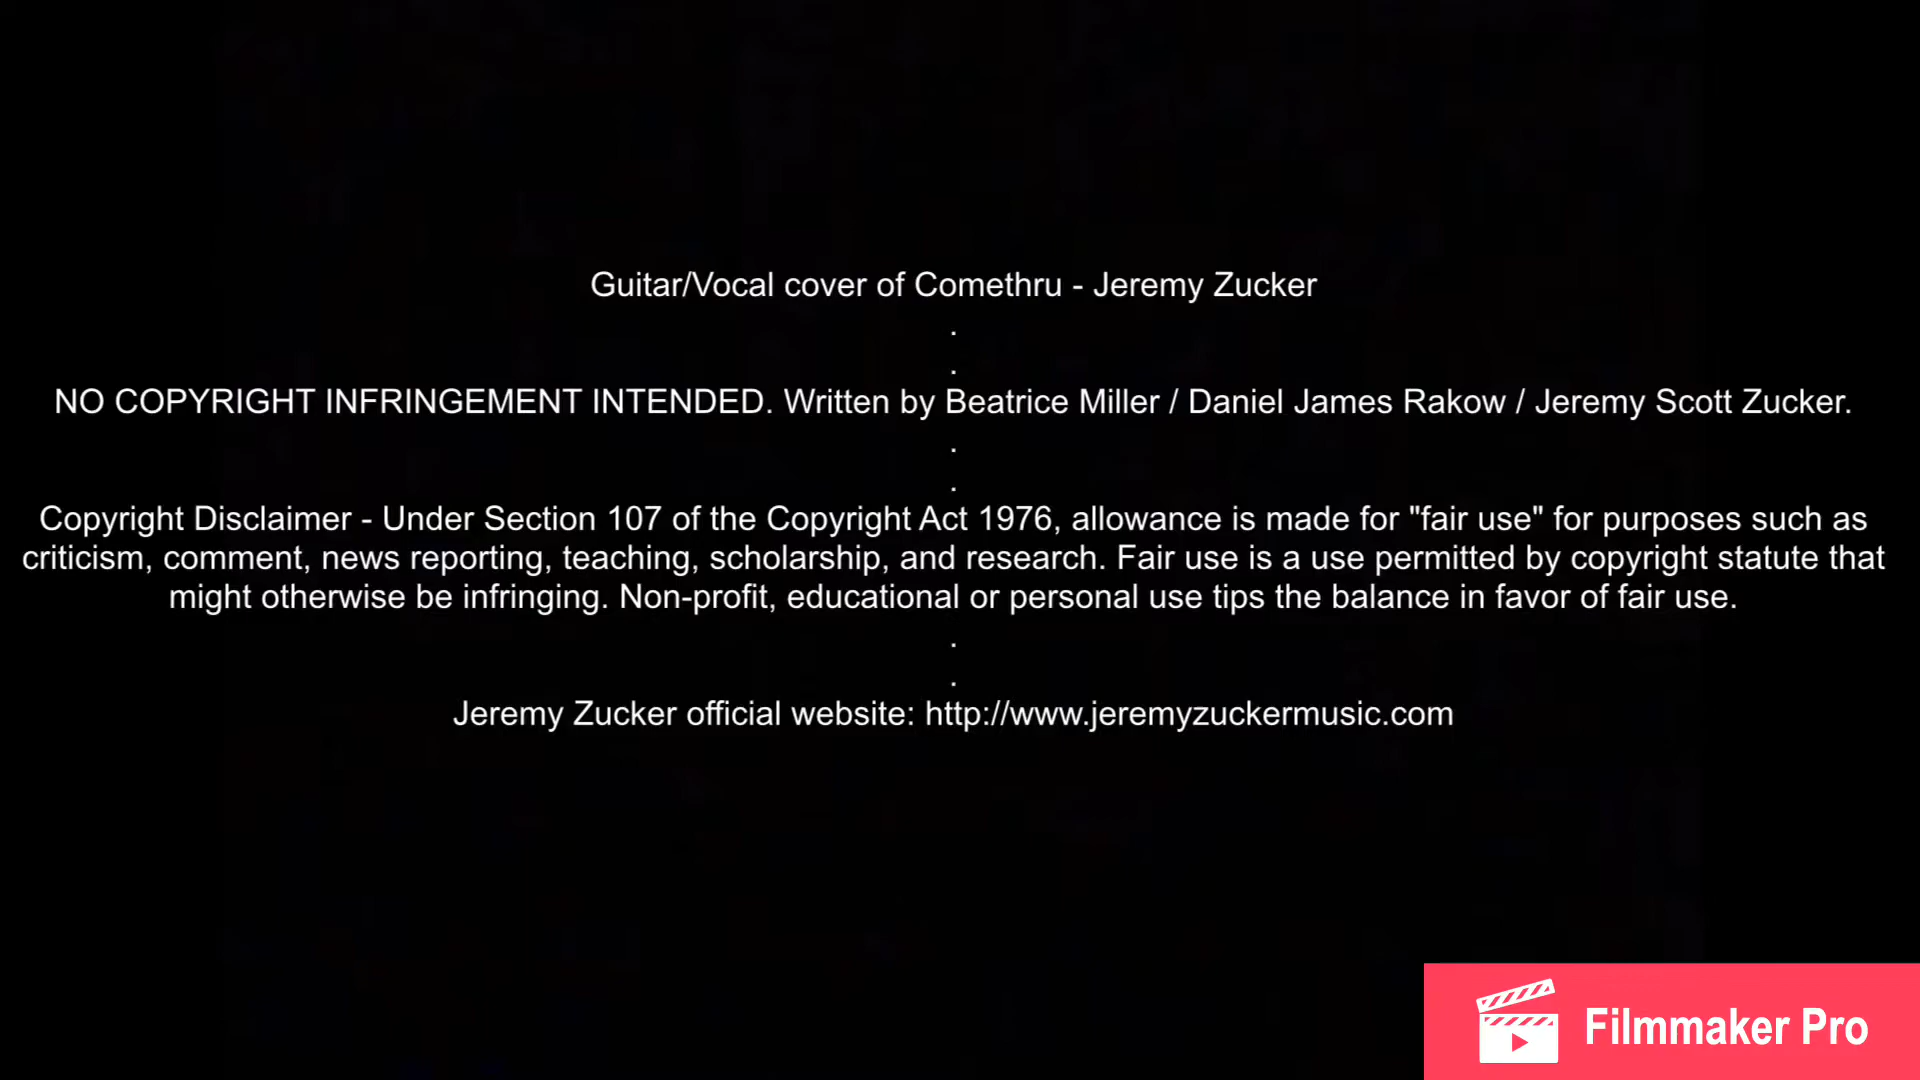 Guitar/Vocal cover of Comethru - Jeremy Zucker
.
.
NO COPYRIGHT INFRINGEMENT INTENDED. Written by Beatrice Miller / Daniel James Rakow / Jeremy Scott Zucker.
.
.
Copyright Disclaimer - Under Section 107 of the Copyright Act 1976, allowance is made for "fair use" for purposes such as
criticism, comment, news reporting, teaching, scholarship, and research. Fair use is a use permitted by copyright statute that
might otherwise be infringing. Non-profit, educational or personal use tips the balance in favor of fair use.
.
.
Jeremy Zucker official website: http://www.jeremyzuckermusic.com
Filmmaker Pro